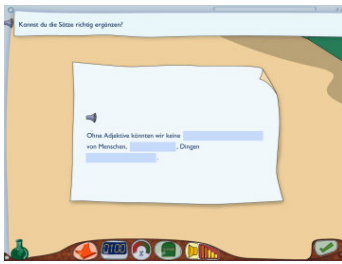 Kannst du die Sätze richtig ergänzen?
Ohne Adjektive könnten wir keine
von Menschen, , Dingen
.